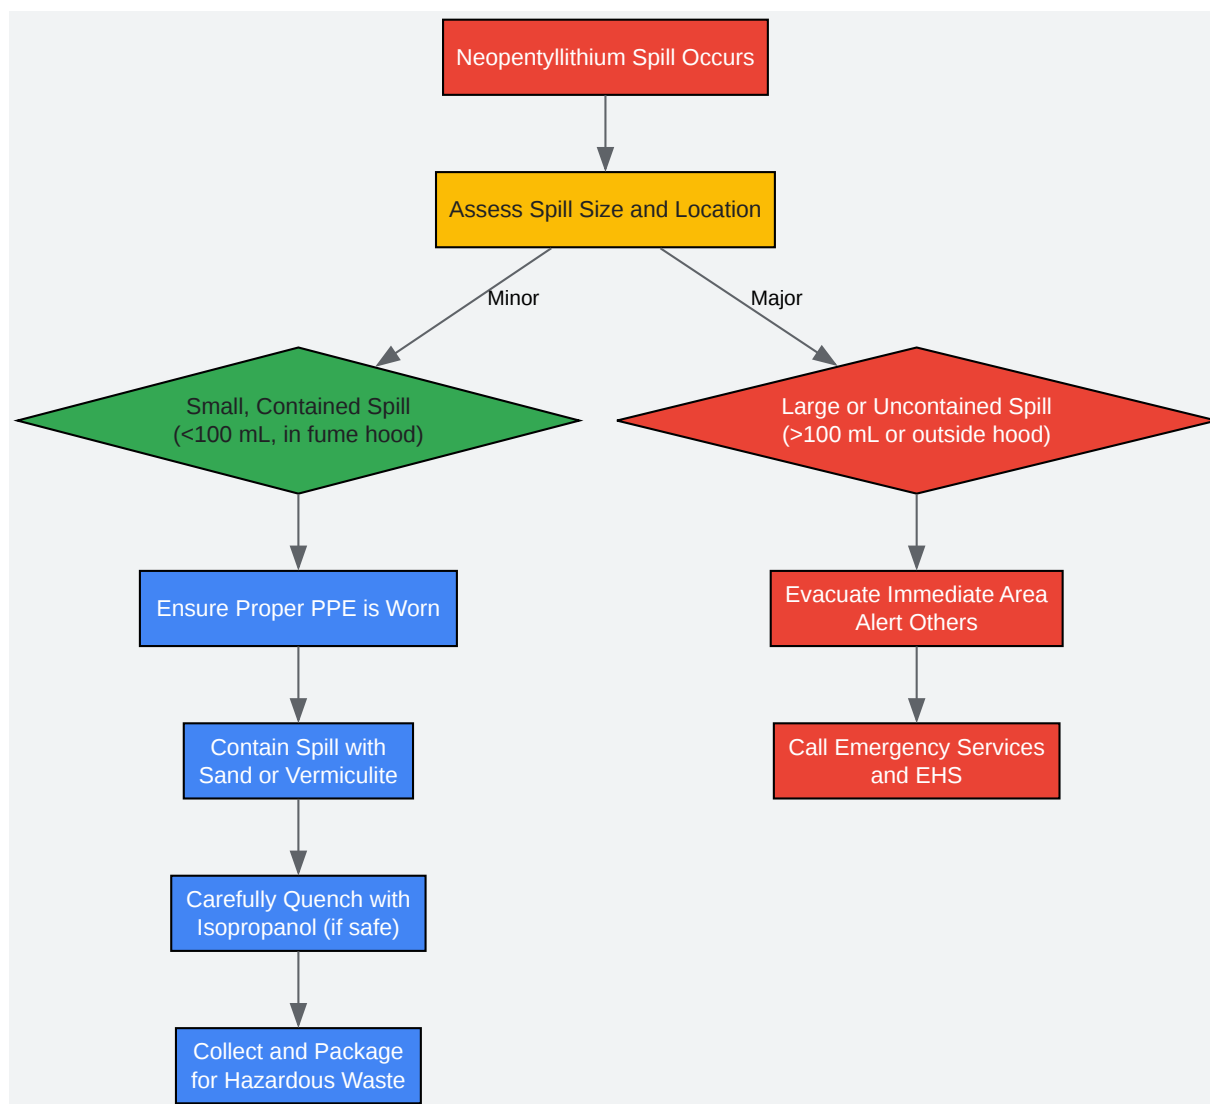 Neopentyllithium Spill Occurs
Assess Spill Size and Location
Minor
Major
Small, Contained Spill
(<100 mL, in fume hood)
Large or Uncontained Spill
(>100 mL or outside hood)
Ensure Proper PPE is Worn
Evacuate Immediate Area
Alert Others
Contain Spill with
Sand or Vermiculite
Call Emergency Services
and EHS
Carefully Quench with
Isopropanol (if safe)
Collect and Package
for Hazardous Waste